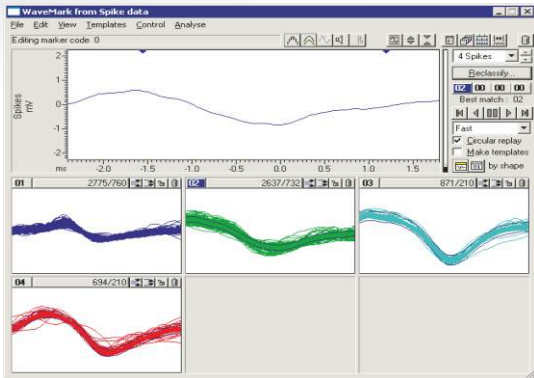 WaveMark from Spike data
File Edit View Templates Control Analyse
Editing marker code 0
4 Spikes
Reclassify...
02 00 00 00
Best match : 02
Fast
Circular replay
Make templates
by shape
Spikes
mV
2
1
0
-1
-2
ms -2.0 -1.5 -1.0 -0.5 0.0 0.5 1.0 1.5
01 2775/760
02 2637/732
03 871/210
04 694/210